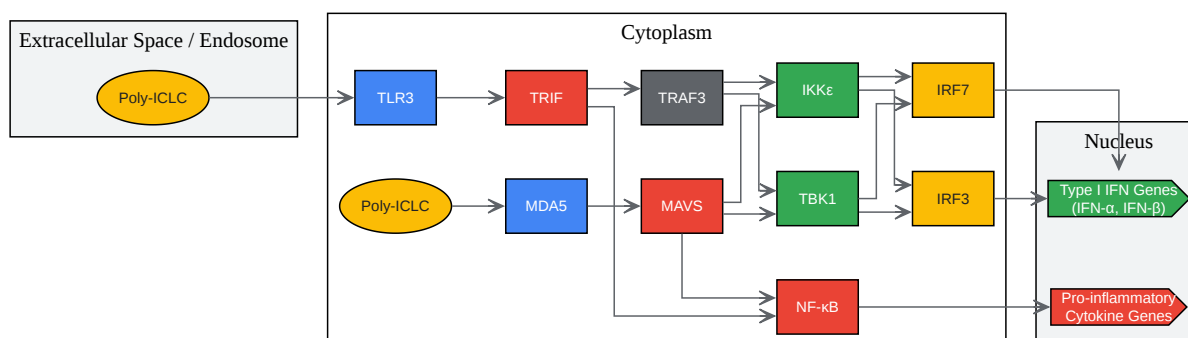 Extracellular Space / Endosome
Cytoplasm
Poly-ICLC
TLR3
TRIF
TRAF3
IKKε
IRF7
Nucleus
Poly-ICLC
MDA5
MAVS
TBK1
IRF3
Type I IFN Genes
(IFN-α, IFN-β)
NF-κB
Pro-inflammatory
Cytokine Genes